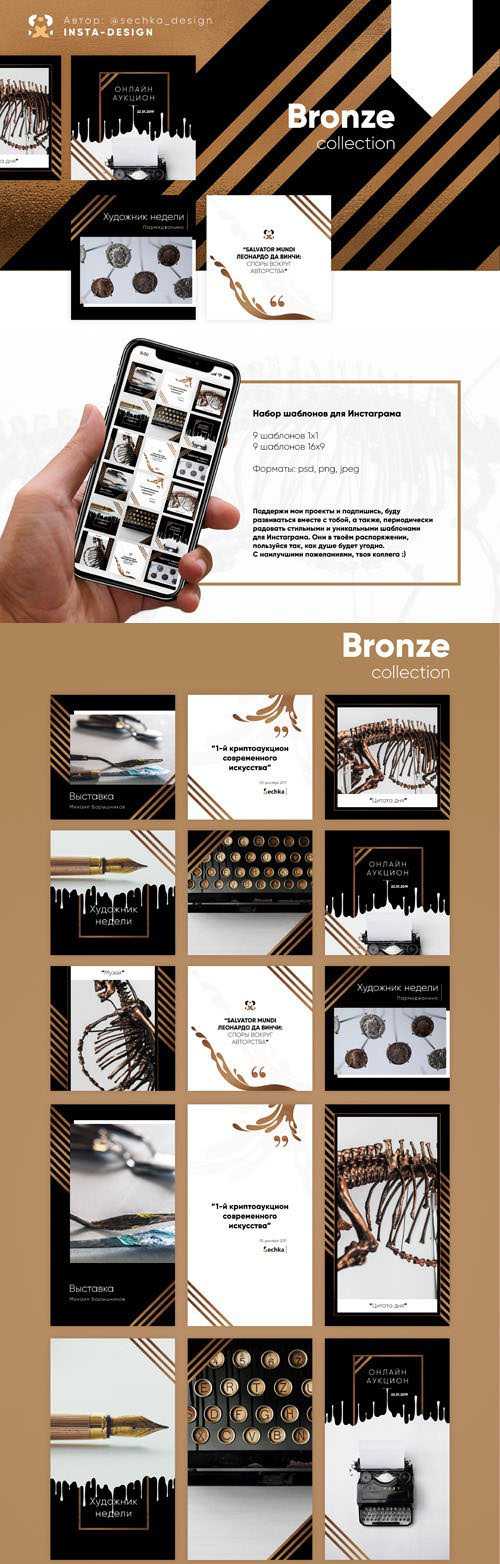 Автор: @sechka_design
INSTA-DESIGN
Bronze
collection
ОНЛАЙН
АУКЦИОН
22.01.2019
Художник недели
Пармиджанино
"SALVATOR MUNDI
ЛЕОНАРДО ДА ВИНЧИ:
СПОРЫ ВОКРУГ
АВТОРСТВА"
Набор шаблонов для Инстаграма
9 шаблонов 1x1
9 шаблонов 16x9
Форматы: psd, png, jpeg
Поддержи мои проекты и подпишись, буду
развиваться вместе с тобой, а также, периодически
радовать стильными и уникальными шаблонами
для Инстаграма. Они в твоём распоряжении,
пользуйся так, как душе будет угодно.
С наилучшими пожеланиями, твоя коллега :)
Bronze
collection
Выставка
Михаил Барышников
"1-й криптоаукцион
современного
искусства"
Sechka
"Цитата дня"
Художник
недели
ОНЛАЙН
АУКЦИОН
22.01.2019
"Музей"
"SALVATOR MUNDI
ЛЕОНАРДО ДА ВИНЧИ:
СПОРЫ ВОКРУГ
АВТОРСТВА"
Художник недели
Пармиджанино
Выставка
Михаил Барышников
"1-й криптоаукцион
современного
искусства"
Sechka
"Цитата дня"
Художник
недели
ОНЛАЙН
АУКЦИОН
22.01.2019